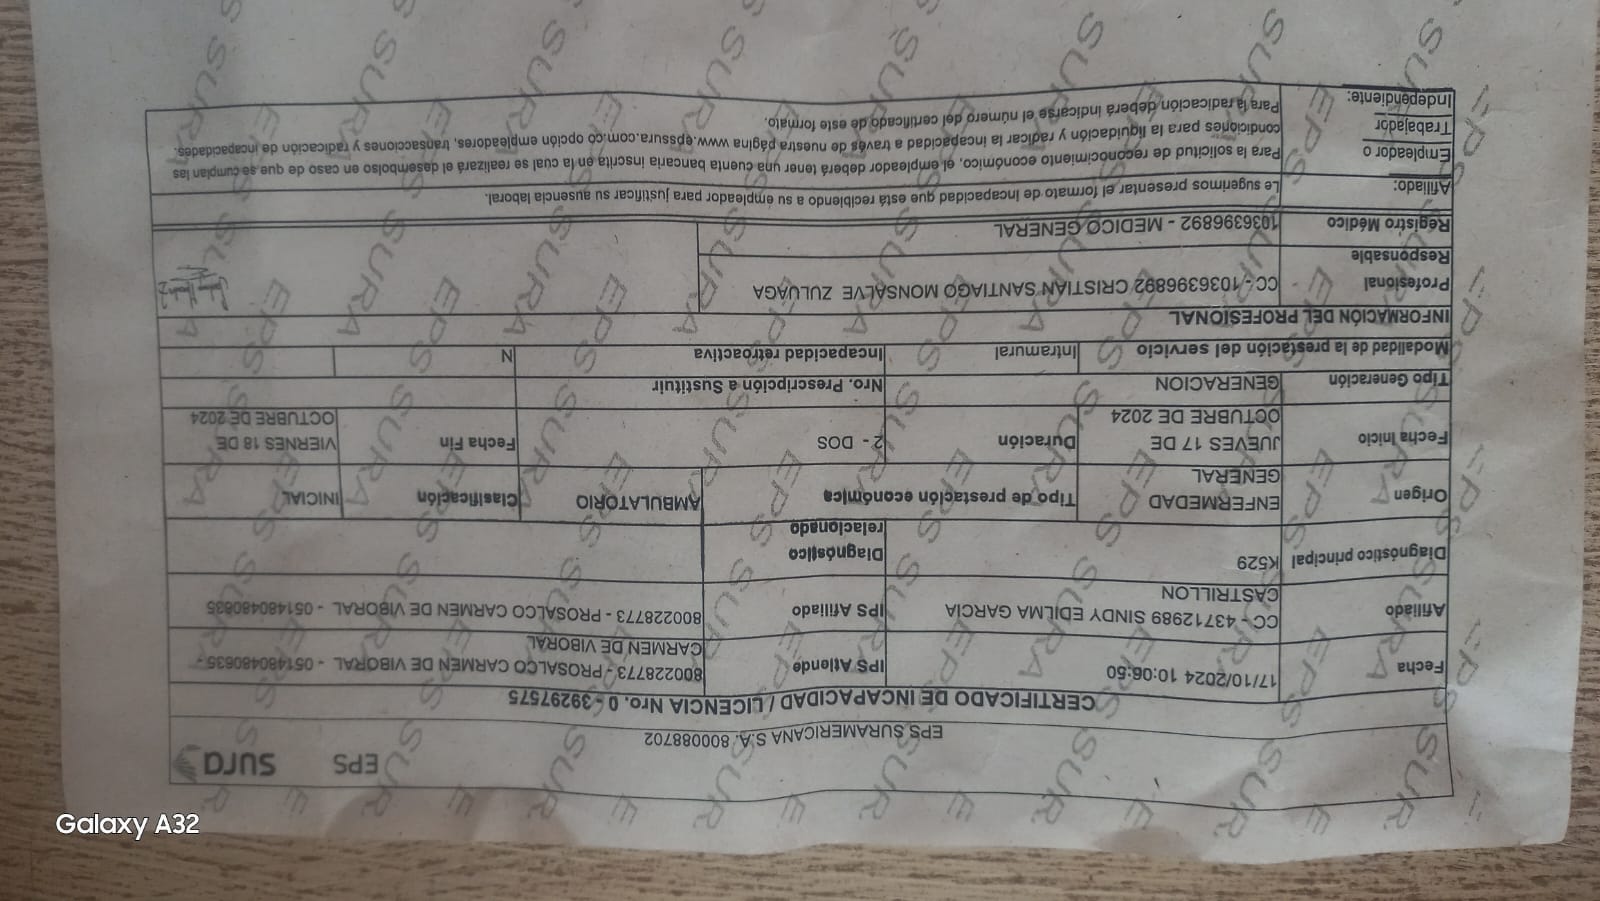 Galaxy A32
EPS sura
EPS SURAMERICANA S.A. 800088702
CERTIFICADO DE INCAPACIDAD / LICENCIA Nro. 0 - 39297575
Fecha 17/10/2024 10:06:50 IPS Atiende 800228773 - PROSALCO CARMEN DE VIBORAL - 051480480635 -
CARMEN DE VIBORAL
Afiliado CC - 43712989 SINDY EDILMA GARCIA IPS Afiliado 800228773 - PROSALCO CARMEN DE VIBORAL - 051480480635
CASTRILLON
Diagnóstico principal K529 Diagnóstico
relacionado
Origen ENFERMEDAD Tipo de prestación económica AMBULATORIO Clasificación INICIAL
GENERAL
Fecha Inicio JUEVES 17 DE Duración 2 - DOS Fecha Fin VIERNES 18 DE
OCTUBRE DE 2024 OCTUBRE DE 2024
Tipo Generación GENERACION Nro. Prescripción a Sustituir
Modalidad de la prestación del servicio Intramural Incapacidad retroactiva N
INFORMACIÓN DEL PROFESIONAL
Profesional CC - 1036396892 CRISTIAN SANTIAGO MONSALVE ZULUAGA
Responsable
Registro Médico 1036396892 - MEDICO GENERAL
Afiliado: Le sugerimos presentar el formato de incapacidad que está recibiendo a su empleador para justificar su ausencia laboral.
Empleador o Para la solicitud de reconocimiento económico, el empleador deberá tener una cuenta bancaria inscrita en la cual se realizará el desembolso en caso de que se cumplan las
Trabajador condiciones para la liquidación y radicar la incapacidad a través de nuestra página www.epssura.com.co opción empleadores, transacciones y radicación de incapacidades.
Independiente: Para la radicación deberá indicarse el número del certificado de este formato.